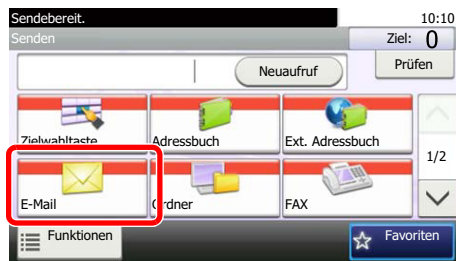 Sendebereit. 10:10
Senden Ziel: 0
Neuaufruf Prüfen
Zielwahltaste Adressbuch Ext. Adressbuch
1/2
E-Mail Ordner FAX
Funktionen Favoriten